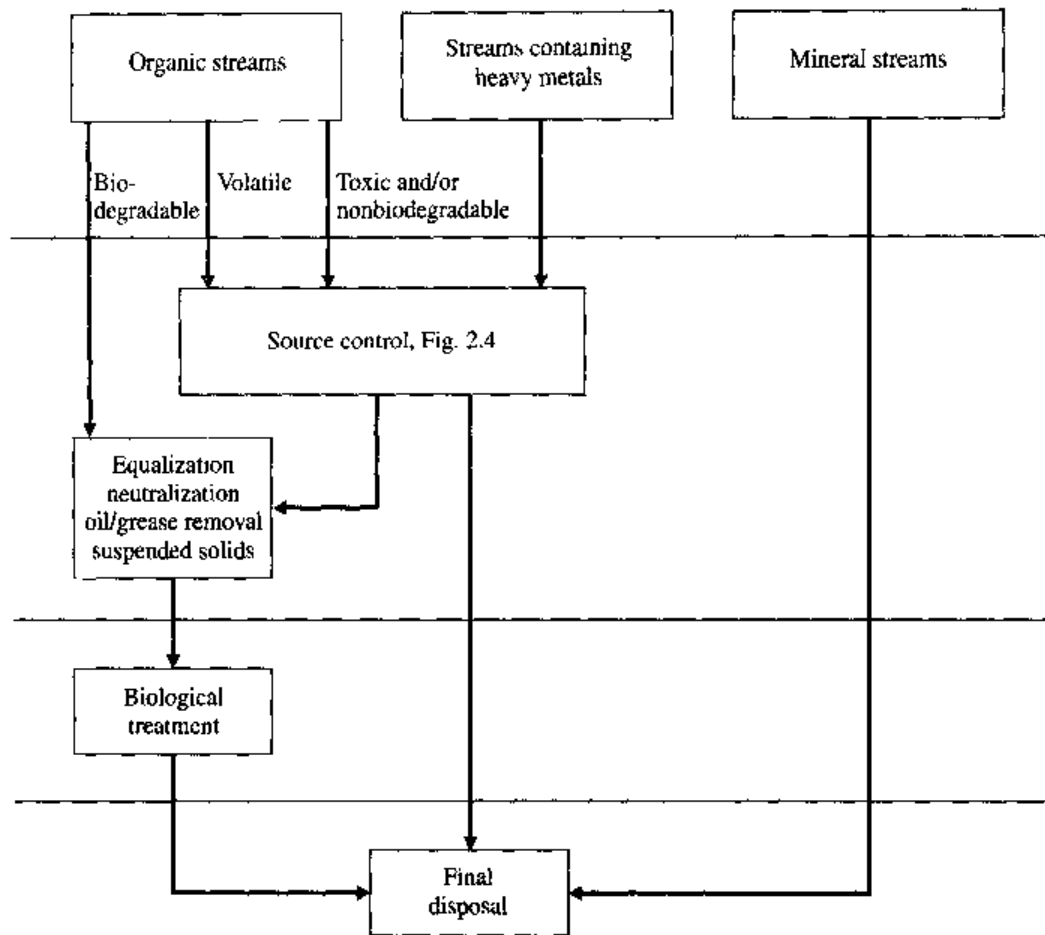 Organic streams
Streams containing
heavy metals
Mineral streams
Bio-
degradable
Volatile
Toxic and/or
nonbiodegradable
Source control, Fig. 2.4
Equalization
neutralization
oil/grease removal
suspended solids
Biological
treatment
Final
disposal